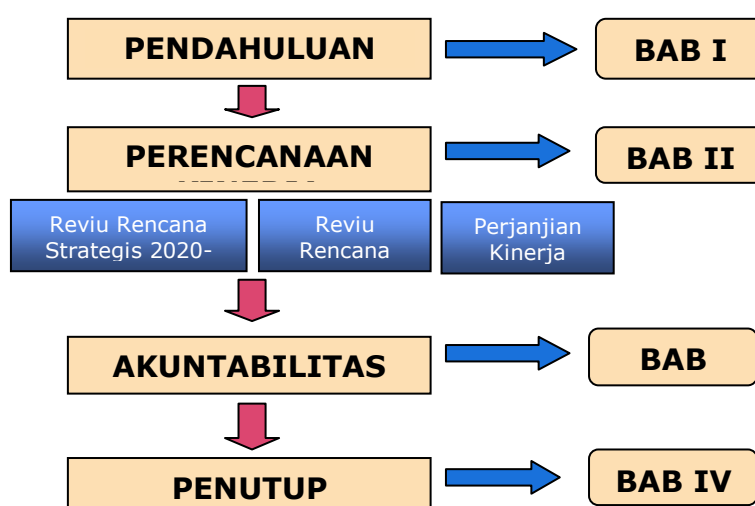 PENDAHULUAN
BAB I
PERENCANAAN
BAB II
Reviu Rencana
Strategis 2020-
Reviu
Rencana
Perjanjian
Kinerja
AKUNTABILITAS
BAB
PENUTUP
BAB IV